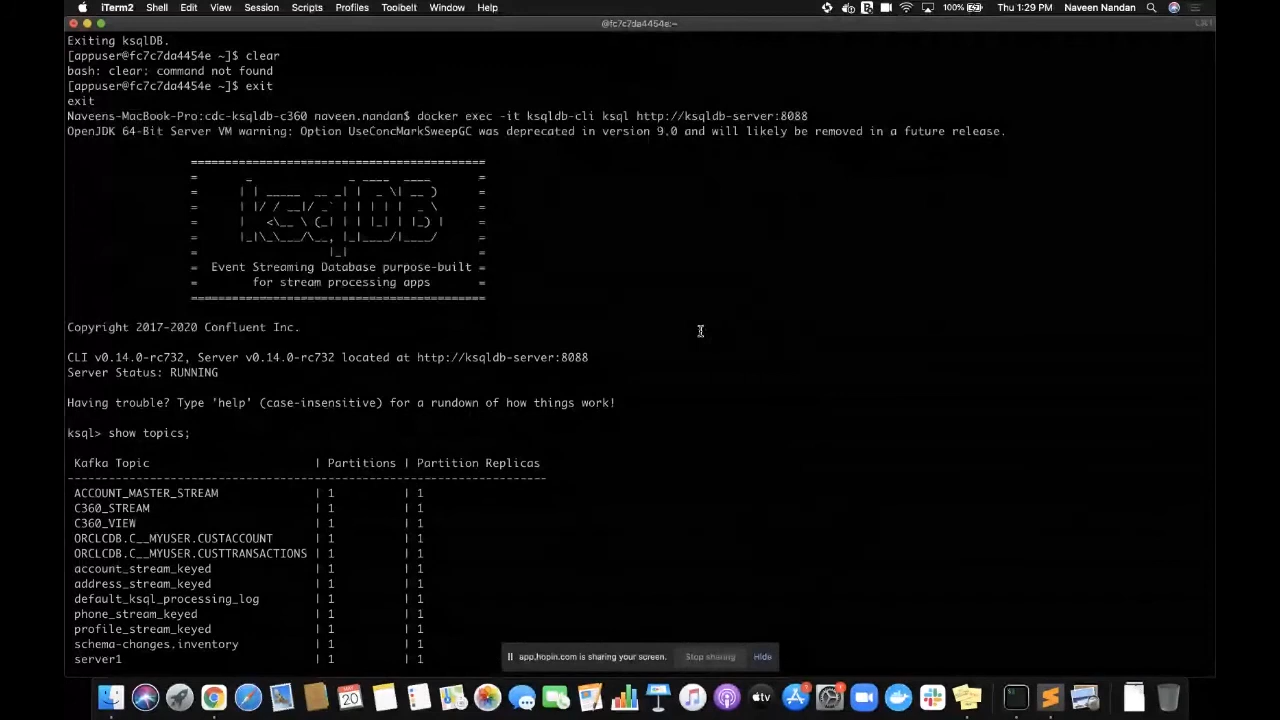 iTerm2 Shell Edit View Session Scripts Profiles Toolbelt Window Help 100% Thu 1:29 PM Naveen Nandan
@fc7c7da4454e:~
Exiting ksqlDB.
[appuser@fc7c7da4454e ~]$ clear
bash: clear: command not found
[appuser@fc7c7da4454e ~]$ exit
exit
Naveens-MacBook-Pro:cdc-ksqldb-c360 naveen.nandan$ docker exec -it ksqldb-cli ksql http://ksqldb-server:8088
OpenJDK 64-Bit Server VM warning: Option UseConcMarkSweepGC was deprecated in version 9.0 and will likely be removed in a future release.
ksqlDB
Event Streaming Database purpose-built
for stream processing apps
Copyright 2017-2020 Confluent Inc.
CLI v0.14.0-rc732, Server v0.14.0-rc732 located at http://ksqldb-server:8088
Server Status: RUNNING
Having trouble? Type 'help' (case-insensitive) for a rundown of how things work!
ksql> show topics;
Kafka Topic | Partitions | Partition Replicas
ACCOUNT_MASTER_STREAM | 1 | 1
C360_STREAM | 1 | 1
C360_VIEW | 1 | 1
ORCLCDB.C__MYUSER.CUSTACCOUNT | 1 | 1
ORCLCDB.C__MYUSER.CUSTTRANSACTIONS | 1 | 1
account_stream_keyed | 1 | 1
address_stream_keyed | 1 | 1
default_ksql_processing_log | 1 | 1
phone_stream_keyed | 1 | 1
profile_stream_keyed | 1 | 1
schema-changes.inventory | 1 | 1
server1 | 1 | 1
app.hopin.com is sharing your screen. Stop sharing Hide
MAY
20
tv